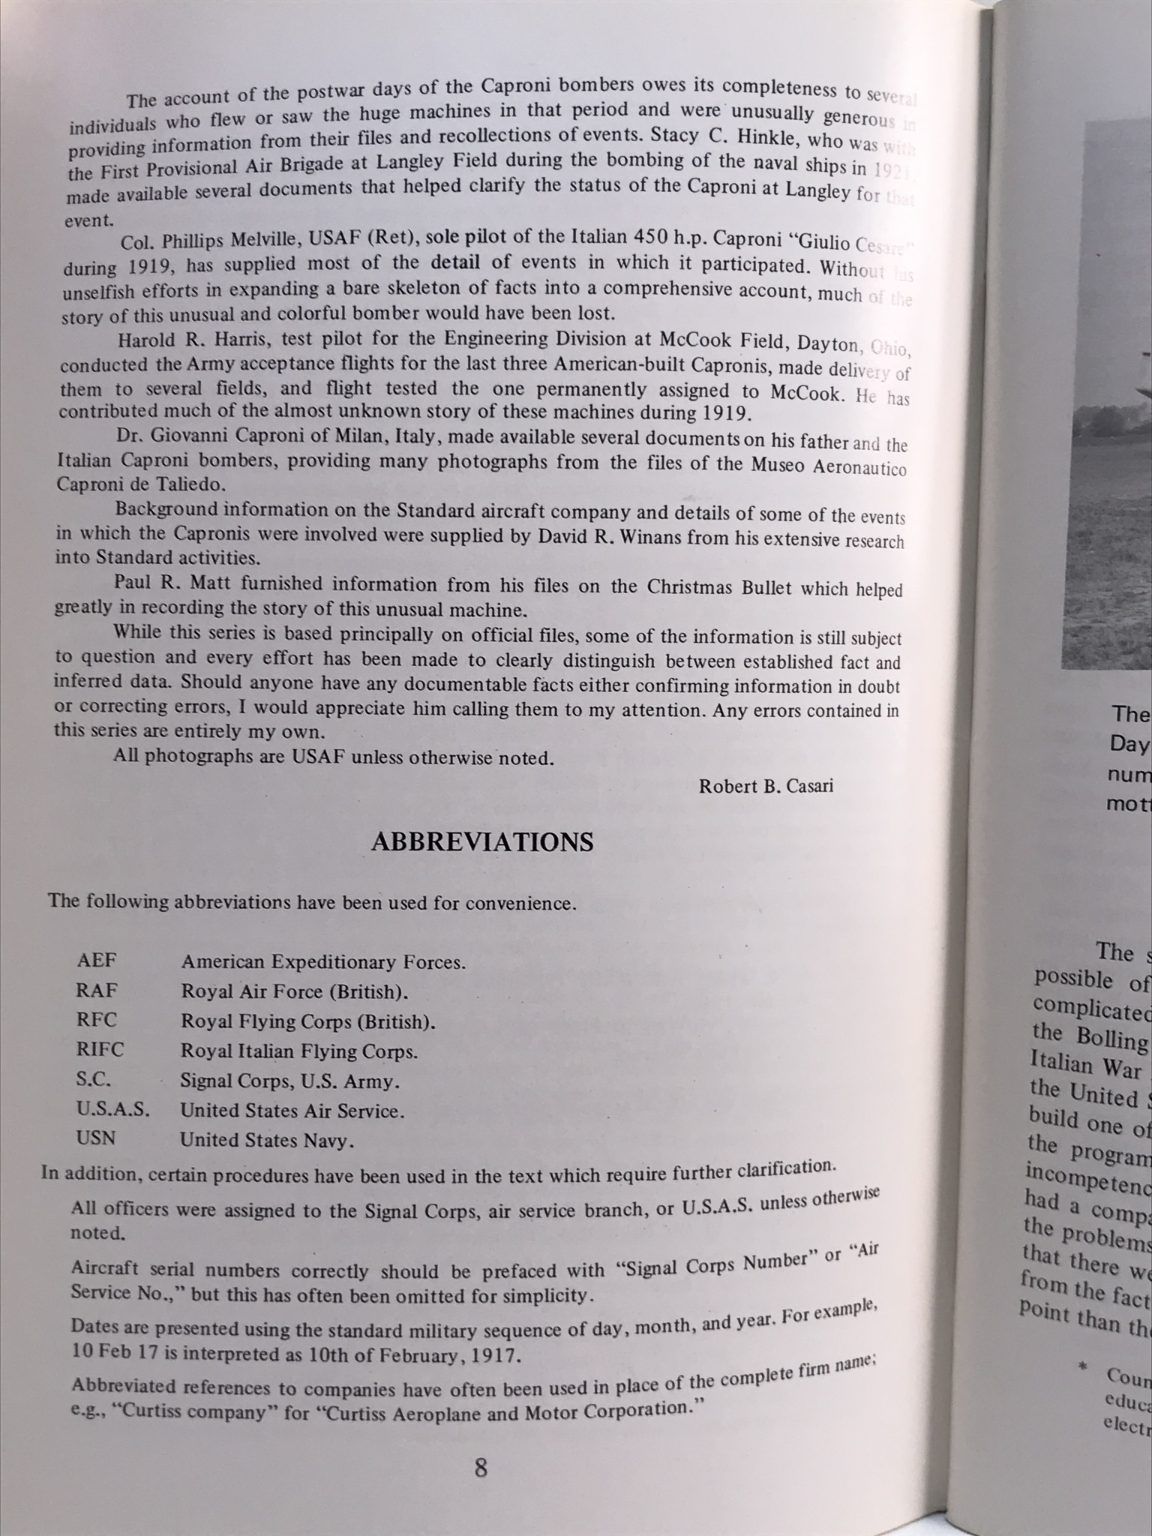 The account of the postwar days of the Caproni bombers owes its completeness to several
individuals who flew or saw the huge machines in that period and were unusually generous in
providing information from their files and recollections of events. Stacy C. Hinkle, who was with
the First Provisional Air Brigade at Langley Field during the bombing of the naval ships in 1921,
made available several documents that helped clarify the status of the Caproni at Langley for that
event.
Col. Phillips Melville, USAF (Ret), sole pilot of the Italian 450 h.p. Caproni “Giulio Cesare”
during 1919, has supplied most of the detail of events in which it participated. Without his
unselfish efforts in expanding a bare skeleton of facts into a comprehensive account, much of the
story of this unusual and colorful bomber would have been lost.
Harold R. Harris, test pilot for the Engineering Division at McCook Field, Dayton, Ohio,
conducted the Army acceptance flights for the last three American-built Capronis, made delivery of
them to several fields, and flight tested the one permanently assigned to McCook. He has
contributed much of the almost unknown story of these machines during 1919.
Dr. Giovanni Caproni of Milan, Italy, made available several documents on his father and the
Italian Caproni bombers, providing many photographs from the files of the Museo Aeronautico
Caproni de Taliedo.
Background information on the Standard aircraft company and details of some of the events
in which the Capronis were involved were supplied by David R. Winans from his extensive research
into Standard activities.
Paul R. Matt furnished information from his files on the Christmas Bullet which helped
greatly in recording the story of this unusual machine.
While this series is based principally on official files, some of the information is still subject
to question and every effort has been made to clearly distinguish between established fact and
inferred data. Should anyone have any documentable facts either confirming information in doubt
or correcting errors, I would appreciate him calling them to my attention. Any errors contained in
this series are entirely my own.
All photographs are USAF unless otherwise noted.
Robert B. Casari
ABBREVIATIONS
The following abbreviations have been used for convenience.
AEF American Expeditionary Forces.
RAF Royal Air Force (British).
RFC Royal Flying Corps (British).
RIFC Royal Italian Flying Corps.
S.C. Signal Corps, U.S. Army.
U.S.A.S. United States Air Service.
USN United States Navy.
In addition, certain procedures have been used in the text which require further clarification.
All officers were assigned to the Signal Corps, air service branch, or U.S.A.S. unless otherwise
noted.
Aircraft serial numbers correctly should be prefaced with “Signal Corps Number” or “Air
Service No.,” but this has often been omitted for simplicity.
Dates are presented using the standard military sequence of day, month, and year. For example,
10 Feb 17 is interpreted as 10th of February, 1917.
Abbreviated references to companies have often been used in place of the complete firm name;
e.g., “Curtiss company” for “Curtiss Aeroplane and Motor Corporation.”
8
The
Day
num
mott
The s
possible of
complicated
the Bolling
Italian War
the United S
build one of
the program
incompetenc
had a compa
the problems
that there we
from the fact
point than the
* Coun
educa
electr